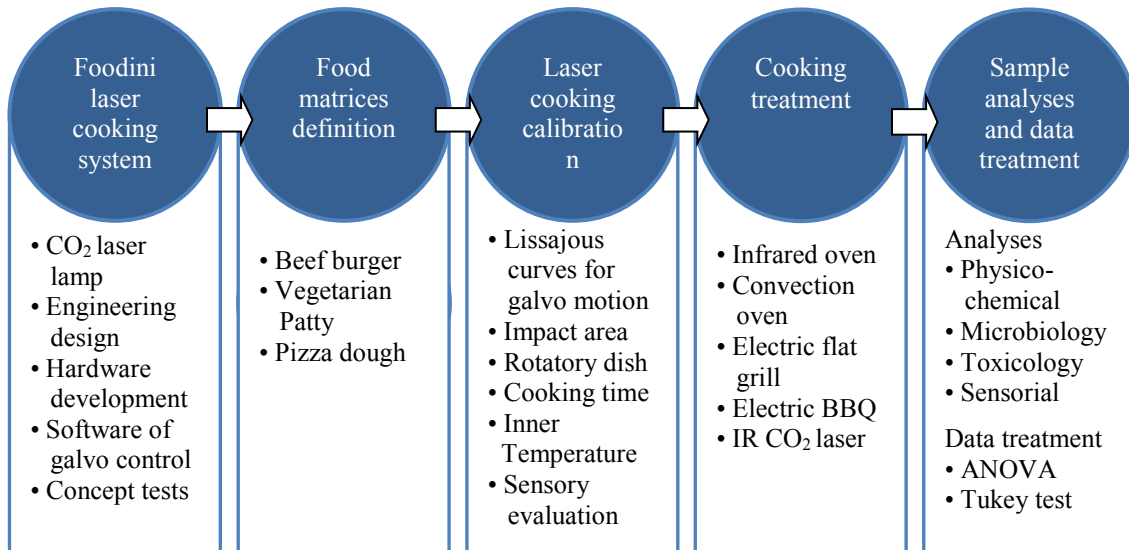 Foodini
laser
cooking
system
• CO₂ laser
lamp
• Engineering
design
• Hardware
development
• Software of
galvo control
• Concept tests
Food
matrices
definition
• Beef burger
• Vegetarian
Patty
• Pizza dough
Laser
cooking
calibratio
n
• Lissajous
curves for
galvo motion
• Impact area
• Rotatory dish
• Cooking time
• Inner
Temperature
• Sensory
evaluation
Cooking
treatment
• Infrared oven
• Convection
oven
• Electric flat
grill
• Electric BBQ
• IR CO₂ laser
Sample
analyses
and data
treatment
Analyses
• Physico-
chemical
• Microbiology
• Toxicology
• Sensorial
Data treatment
• ANOVA
• Tukey test